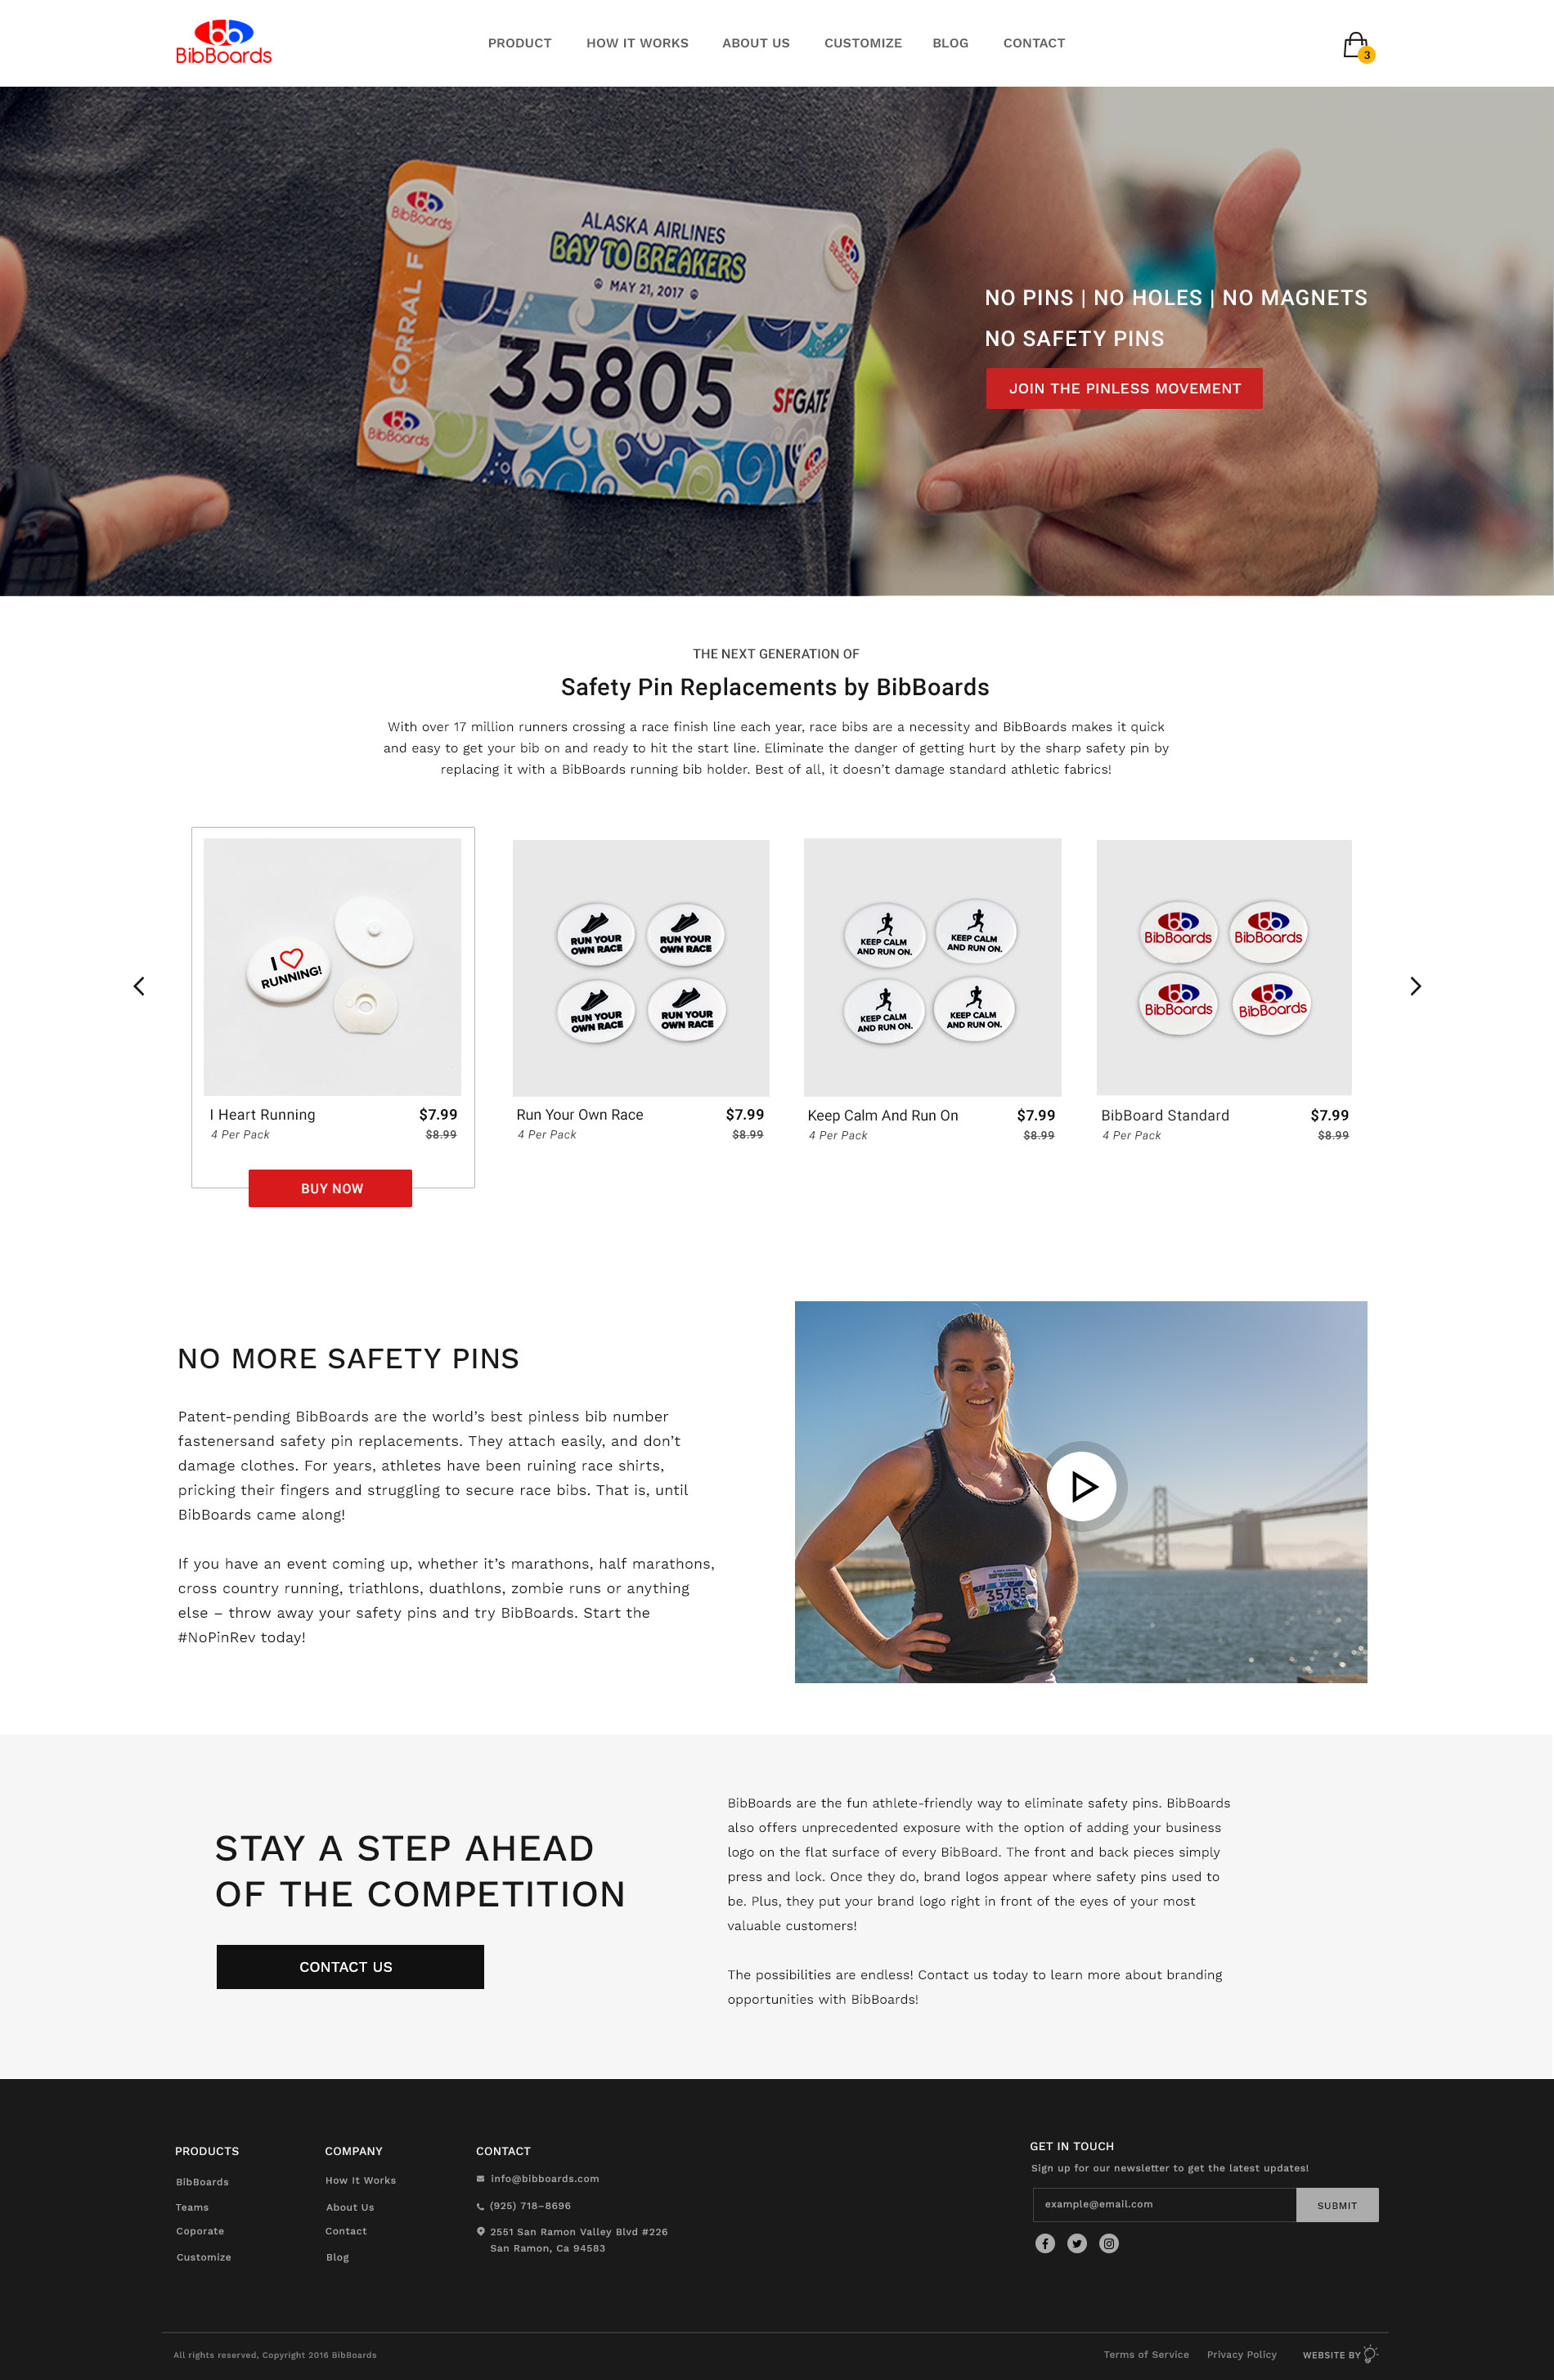 BibBoards
PRODUCT
HOW IT WORKS
ABOUT US
CUSTOMIZE
BLOG
CONTACT
3
BibBoards
ALASKA AIRLINES
BAY TO BREAKERS
MAY 21, 2017
BibBoards
CORRAL F
35805
SFGATE
BibBoards
BibBoards
NO PINS | NO HOLES | NO MAGNETS
NO SAFETY PINS
JOIN THE PINLESS MOVEMENT
THE NEXT GENERATION OF
Safety Pin Replacements by BibBoards
With over 17 million runners crossing a race finish line each year, race bibs are a necessity and BibBoards makes it quick
and easy to get your bib on and ready to hit the start line. Eliminate the danger of getting hurt by the sharp safety pin by
replacing it with a BibBoards running bib holder. Best of all, it doesn’t damage standard athletic fabrics!
I
RUNNING!
I Heart Running
$7.99
4 Per Pack
$8.99
BUY NOW
RUN YOUR
OWN RACE
RUN YOUR
OWN RACE
RUN YOUR
OWN RACE
RUN YOUR
OWN RACE
Run Your Own Race
$7.99
4 Per Pack
$8.99
KEEP CALM
AND RUN ON.
KEEP CALM
AND RUN ON.
KEEP CALM
AND RUN ON.
KEEP CALM
AND RUN ON.
Keep Calm And Run On
$7.99
4 Per Pack
$8.99
BibBoards
BibBoards
BibBoards
BibBoards
BibBoard Standard
$7.99
4 Per Pack
$8.99
NO MORE SAFETY PINS
Patent-pending BibBoards are the world’s best pinless bib number
fastenersand safety pin replacements. They attach easily, and don’t
damage clothes. For years, athletes have been ruining race shirts,
pricking their fingers and struggling to secure race bibs. That is, until
BibBoards came along!
If you have an event coming up, whether it’s marathons, half marathons,
cross country running, triathlons, duathlons, zombie runs or anything
else – throw away your safety pins and try BibBoards. Start the
#NoPinRev today!
ALASKA AIRLINES
BAY TO BREAKERS
35755
STAY A STEP AHEAD
OF THE COMPETITION
CONTACT US
BibBoards are the fun athlete-friendly way to eliminate safety pins. BibBoards
also offers unprecedented exposure with the option of adding your business
logo on the flat surface of every BibBoard. The front and back pieces simply
press and lock. Once they do, brand logos appear where safety pins used to
be. Plus, they put your brand logo right in front of the eyes of your most
valuable customers!
The possibilities are endless! Contact us today to learn more about branding
opportunities with BibBoards!
PRODUCTS
BibBoards
Teams
Coporate
Customize
COMPANY
How It Works
About Us
Contact
Blog
CONTACT
info@bibboards.com
(925) 718–8696
2551 San Ramon Valley Blvd #226
San Ramon, Ca 94583
GET IN TOUCH
Sign up for our newsletter to get the latest updates!
example@email.com
SUBMIT
All rights reserved, Copyright 2016 BibBoards
Terms of Service
Privacy Policy
WEBSITE BY